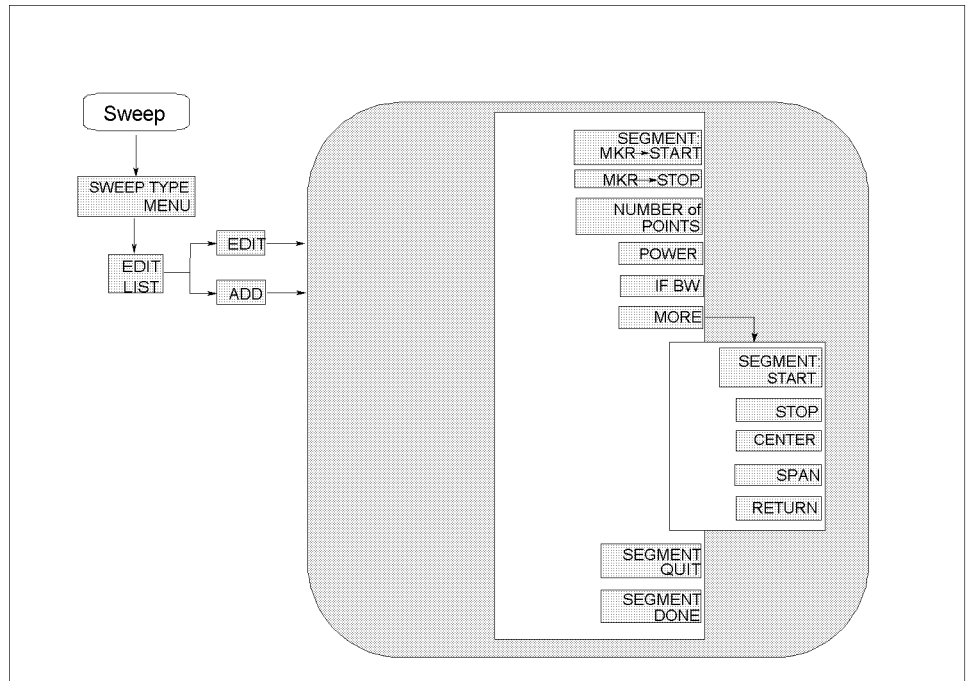 Sweep
SWEEP TYPE
MENU
EDIT
LIST
EDIT
ADD
SEGMENT:
MKR→START
MKR→STOP
NUMBER of
POINTS
POWER
IF BW
MORE
SEGMENT:
START
STOP
CENTER
SPAN
RETURN
SEGMENT
QUIT
SEGMENT
DONE